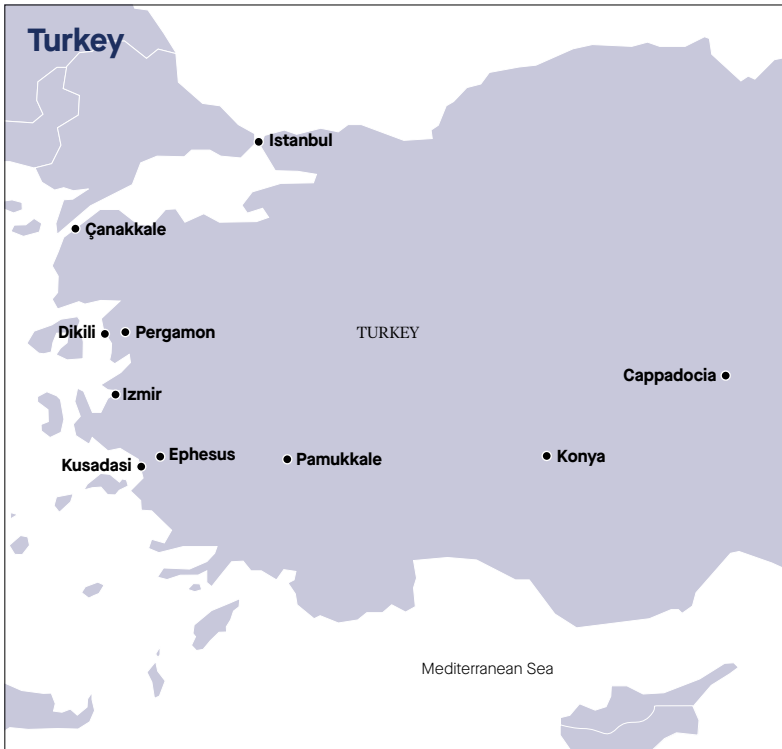 Turkey
Istanbul
Çanakkale
Dikili
Pergamon
TURKEY
Cappadocia
Izmir
Kusadasi
Ephesus
Pamukkale
Konya
Mediterranean Sea